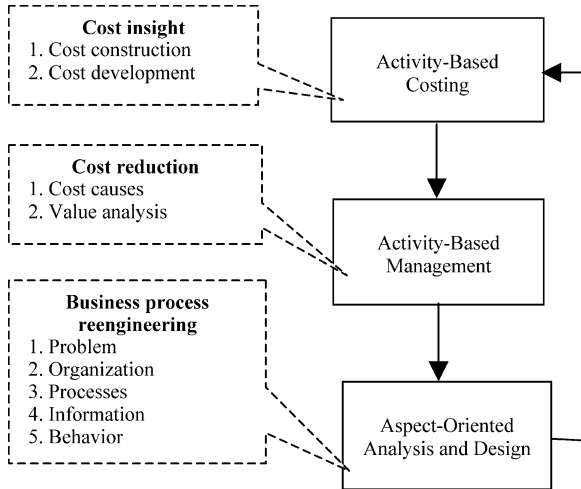 Cost insight
1. Cost construction
2. Cost development
Activity-Based
Costing
Cost reduction
1. Cost causes
2. Value analysis
Activity-Based
Management
Business process
reengineering
1. Problem
2. Organization
3. Processes
4. Information
5. Behavior
Aspect-Oriented
Analysis and Design